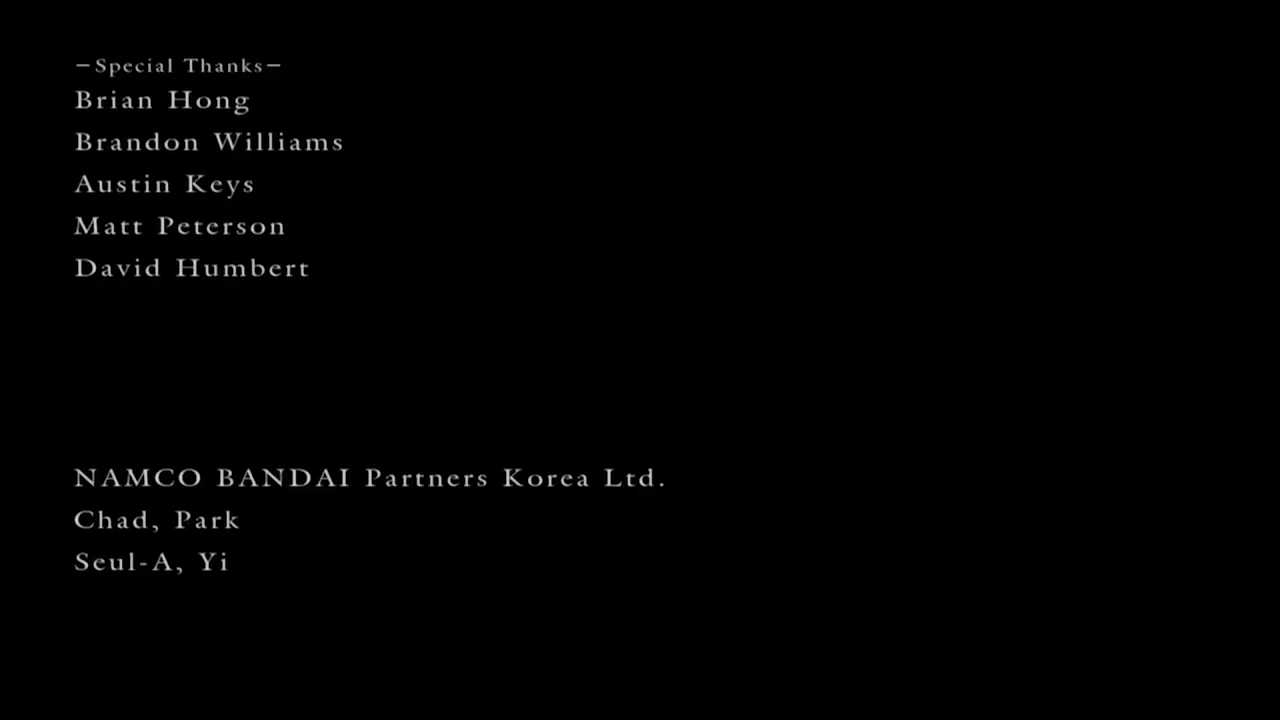 −Special Thanks−
Brian Hong
Brandon Williams
Austin Keys
Matt Peterson
David Humbert
NAMCO BANDAI Partners Korea Ltd.
Chad, Park
Seul-A, Yi